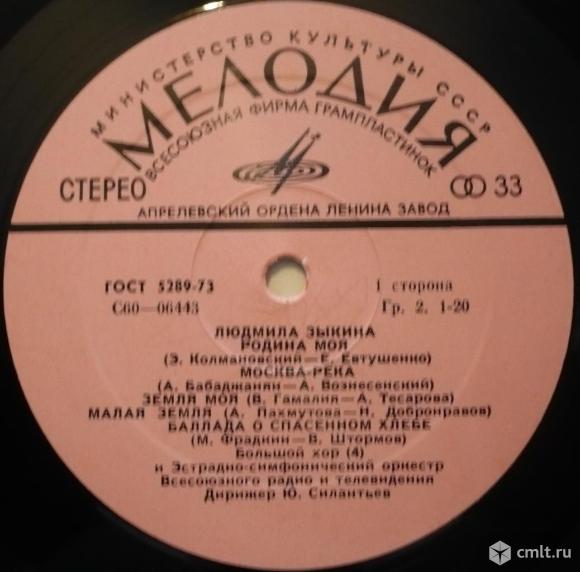 МИНИСТЕРСТВО КУЛЬТУРЫ СССР
МЕЛОДИЯ
ВСЕСОЮЗНАЯ ФИРМА ГРАМПЛАСТИНОК
СТЕРЕО 33
АПРЕЛЕВСКИЙ ОРДЕНА ЛЕНИНА ЗАВОД
ГОСТ 5289-73 1 сторона
С60—06443 Гр. 2. 1-20
ЛЮДМИЛА ЗЫКИНА
РОДИНА МОЯ
(Э. Колмановский—Е. Евтушенко)
МОСКВА-РЕКА
(А. Бабаджанян—А. Вознесенский)
ЗЕМЛЯ МОЯ (В. Гамалия—А. Тесарова)
МАЛАЯ ЗЕМЛЯ (А. Пахмутова—Н. Добронравов)
БАЛЛАДА О СПАСЕННОМ ХЛЕБЕ
(М. Фрадкин—В. Штормов)
Большой хор (4)
и Эстрадно-симфонический оркестр
Всесоюзного радио и телевидения
Дирижер Ю. Силантьев
cmlt.ru